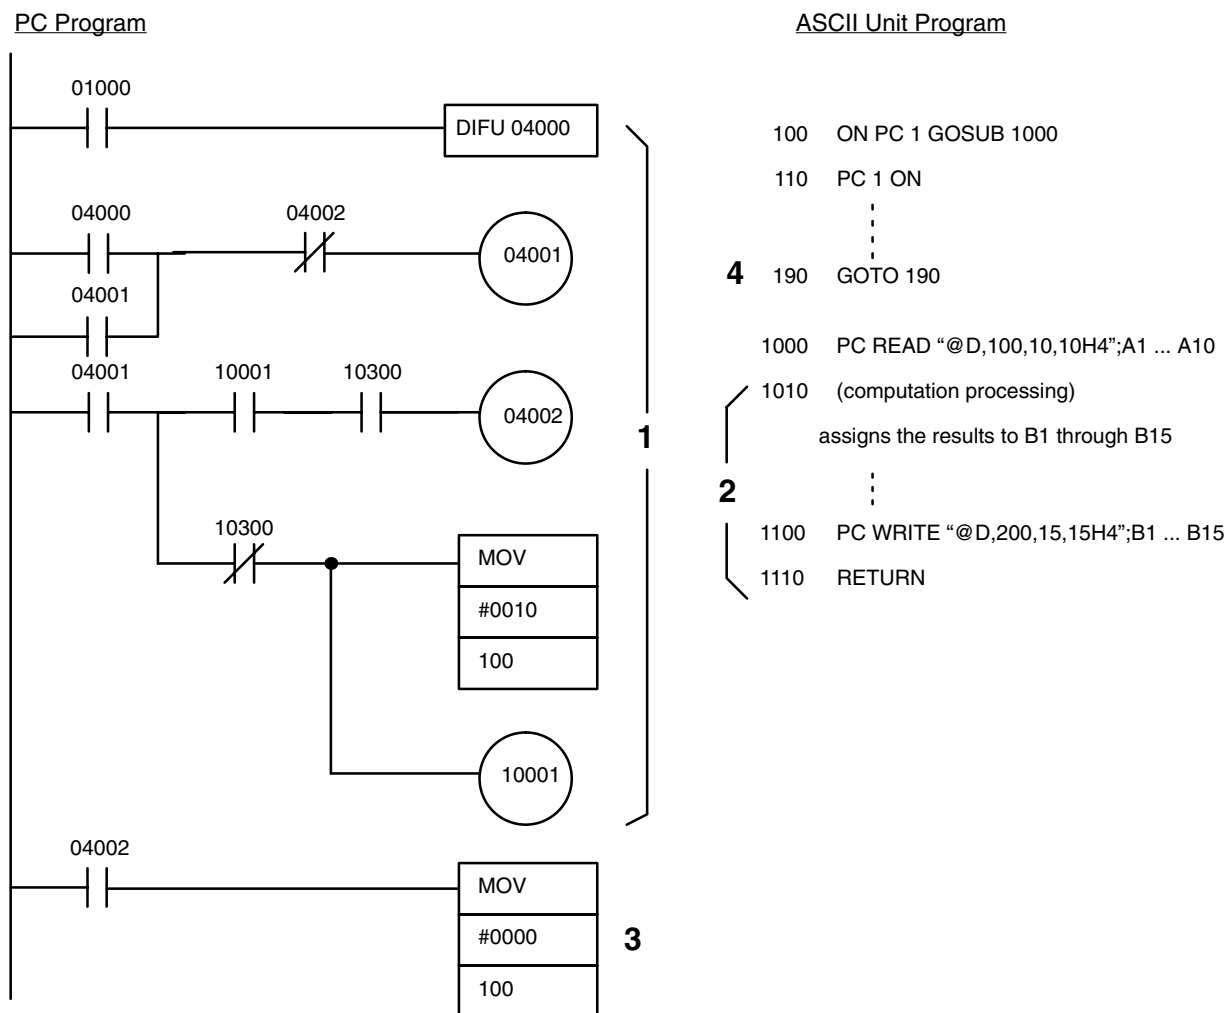 PC Program
01000
DIFU 04000
04000
04002
04001
04001
04001
10001
10300
04002
1
10300
MOV
#0010
100
10001
04002
MOV
#0000
3
100
ASCII Unit Program
100 ON PC 1 GOSUB 1000
110 PC 1 ON
4 190 GOTO 190
1000 PC READ “@D,100,10,10H4”;A1 ... A10
1010 (computation processing)
assigns the results to B1 through B15
2
1100 PC WRITE “@D,200,15,15H4”;B1 ... B15
1110 RETURN